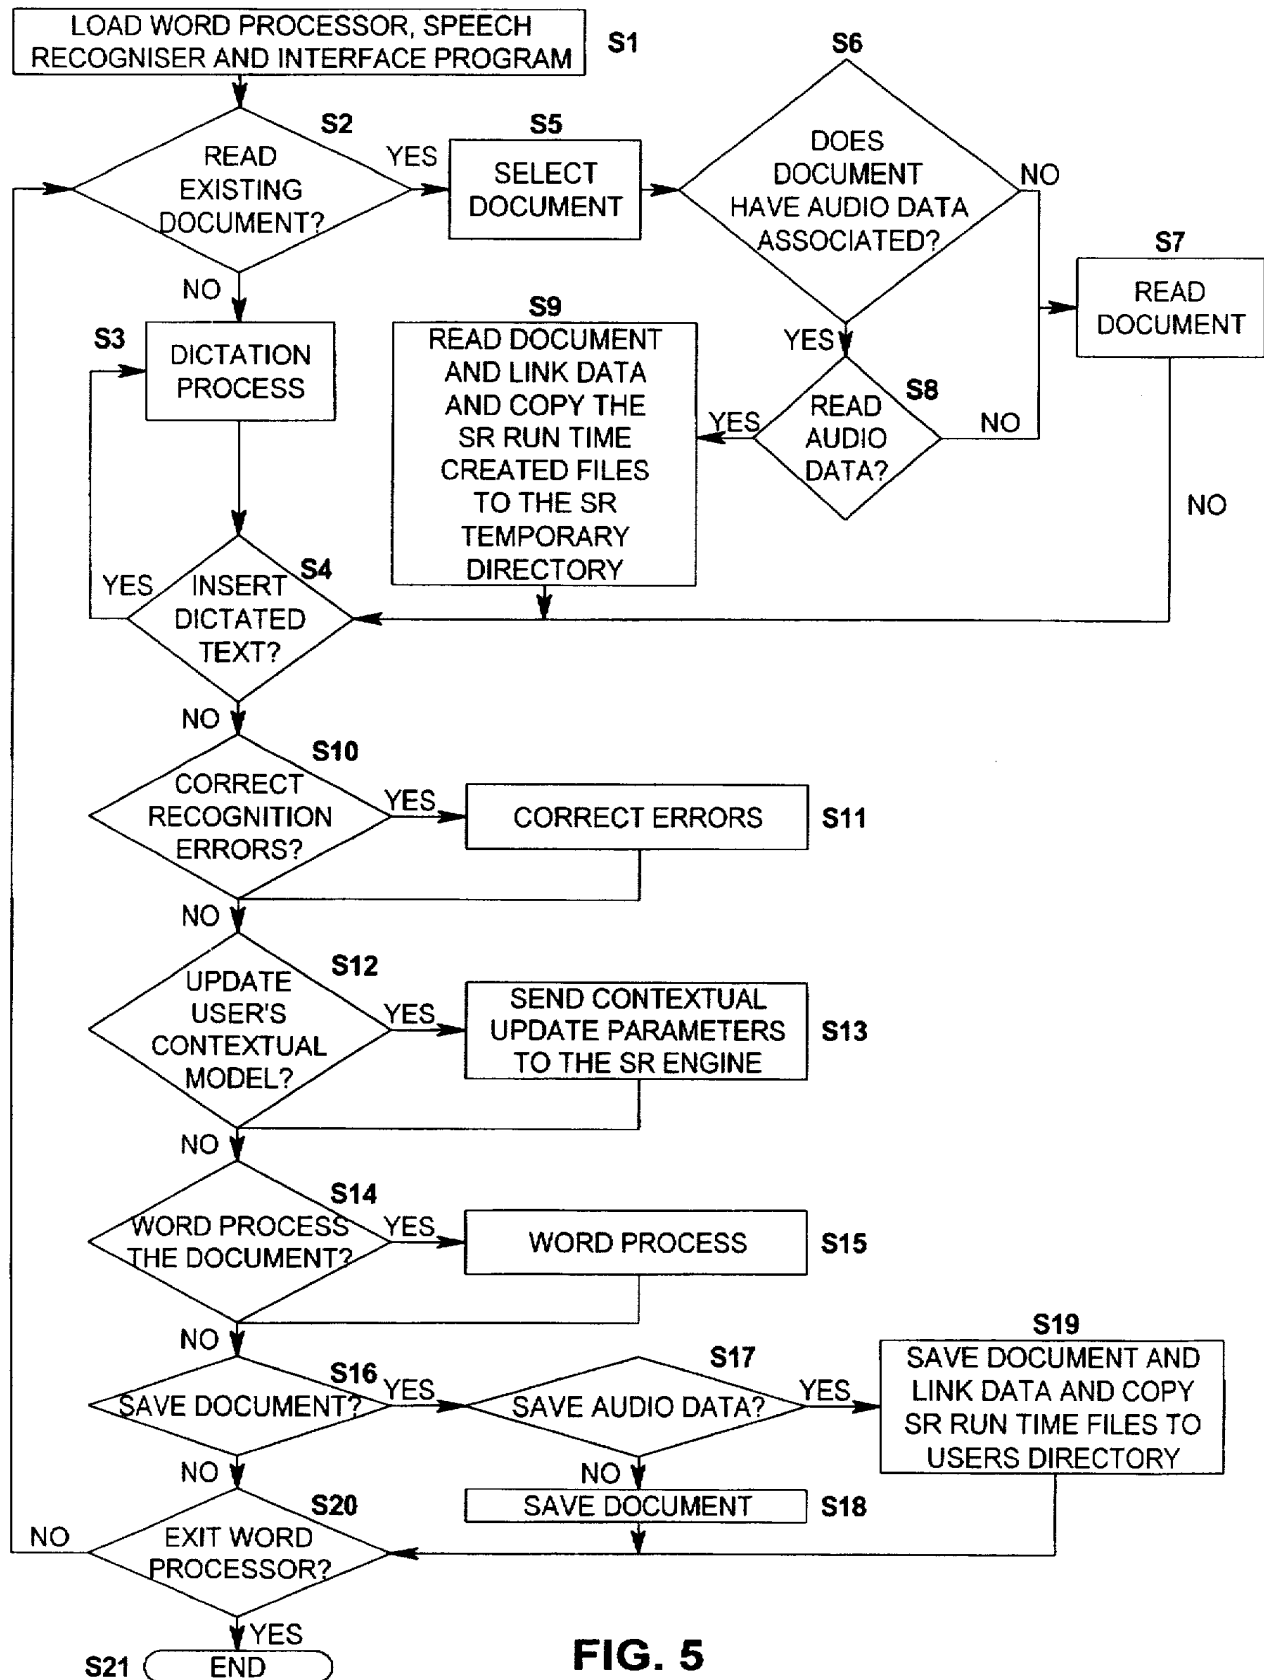 LOAD WORD PROCESSOR, SPEECH
RECOGNISER AND INTERFACE PROGRAM
S1
S2
READ
EXISTING
DOCUMENT?
YES
NO
S5
SELECT
DOCUMENT
S6
DOES
DOCUMENT
HAVE AUDIO DATA
ASSOCIATED?
NO
YES
S7
READ
DOCUMENT
NO
S8
READ
AUDIO
DATA?
NO
YES
S9
READ DOCUMENT
AND LINK DATA
AND COPY THE
SR RUN TIME
CREATED FILES
TO THE SR
TEMPORARY
DIRECTORY
S3
DICTATION
PROCESS
S4
INSERT
DICTATED
TEXT?
YES
NO
S10
CORRECT
RECOGNITION
ERRORS?
YES
CORRECT ERRORS
S11
NO
S12
UPDATE
USER'S
CONTEXTUAL
MODEL?
YES
SEND CONTEXTUAL
UPDATE PARAMETERS
TO THE SR ENGINE
S13
NO
S14
WORD PROCESS
THE DOCUMENT?
YES
WORD PROCESS
S15
NO
S16
SAVE DOCUMENT?
YES
S17
SAVE AUDIO DATA?
YES
S19
SAVE DOCUMENT AND
LINK DATA AND COPY
SR RUN TIME FILES TO
USERS DIRECTORY
NO
NO
SAVE DOCUMENT
S18
S20
EXIT WORD
PROCESSOR?
NO
YES
S21
END
FIG. 5